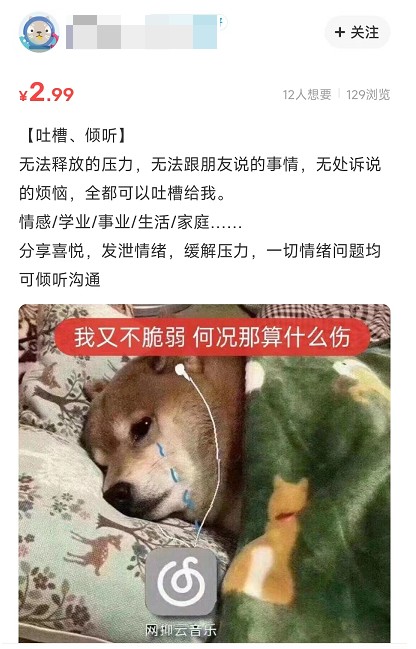 + 关注
¥2.99
12人想要 | 129浏览
【吐槽、倾听】
无法释放的压力，无法跟朋友说的事情，无处诉说
的烦恼，全都可以吐槽给我。
情感/学业/事业/生活/家庭......
分享喜悦，发泄情绪，缓解压力，一切情绪问题均
可倾听沟通
我又不脆弱 何况那算什么伤
网抑云音乐